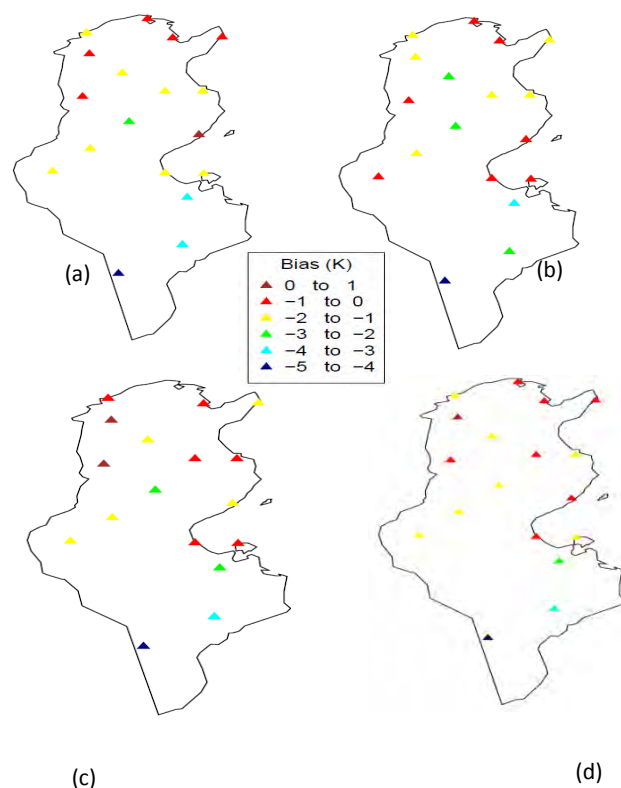 (a)
(b)
Bias (K)
0 to 1
−1 to 0
−2 to −1
−3 to −2
−4 to −3
−5 to −4
(c)
(d)